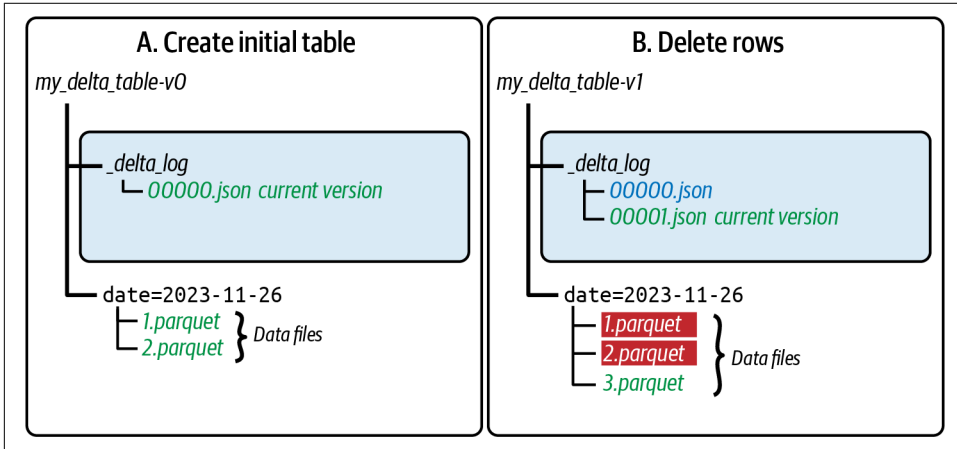 A. Create initial table
my_delta_table-v0
_delta_log
00000.json current version
date=2023-11-26
1.parquet
2.parquet
Data files
B. Delete rows
my_delta_table-v1
_delta_log
00000.json
00001.json current version
date=2023-11-26
1.parquet
2.parquet
3.parquet
Data files